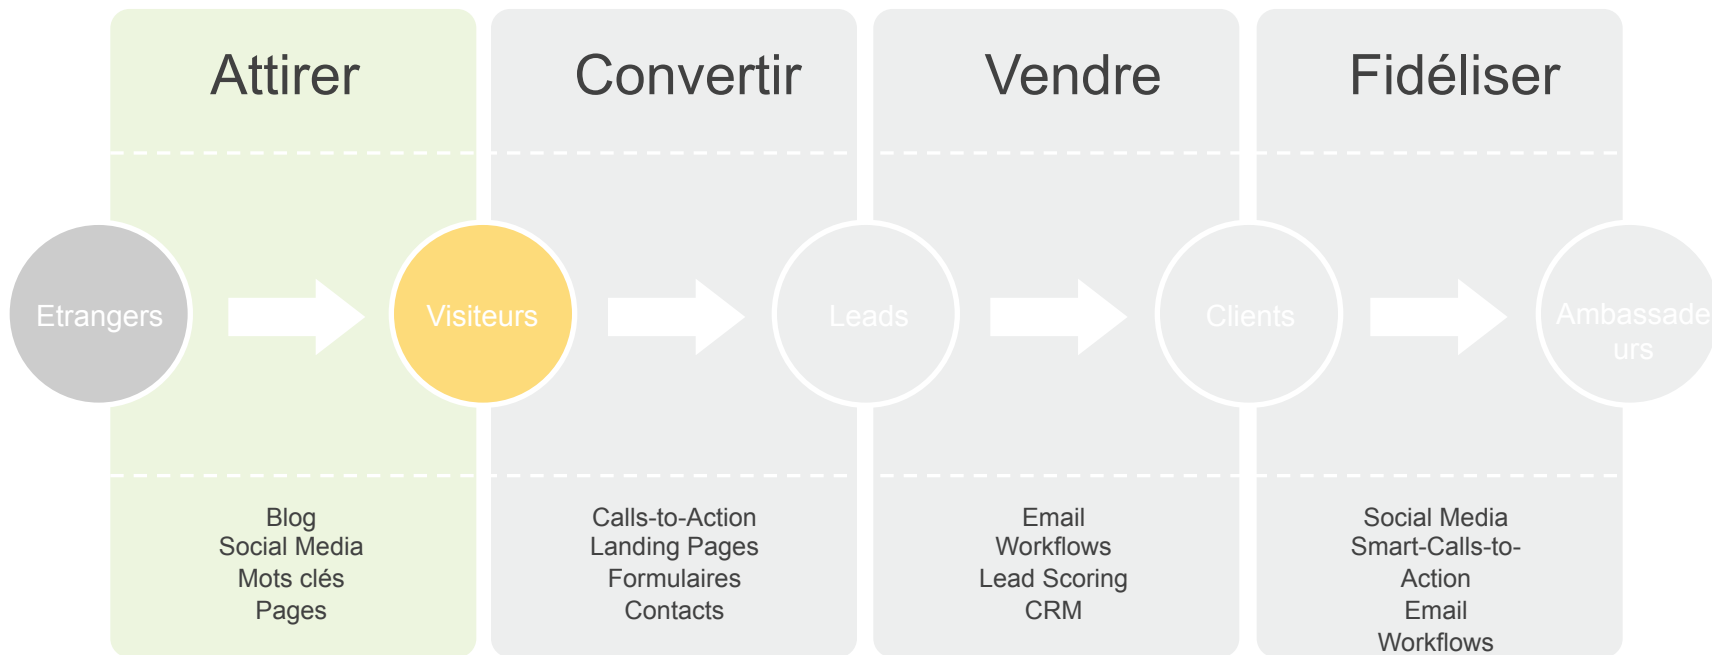 Attirer
Convertir
Vendre
Fidéliser
Etrangers
Visiteurs
Leads
Clients
Ambassade
urs
Blog
Social Media
Mots clés
Pages
Calls-to-Action
Landing Pages
Formulaires
Contacts
Email
Workflows
Lead Scoring
CRM
Social Media
Smart-Calls-to-
Action
Email
Workflows